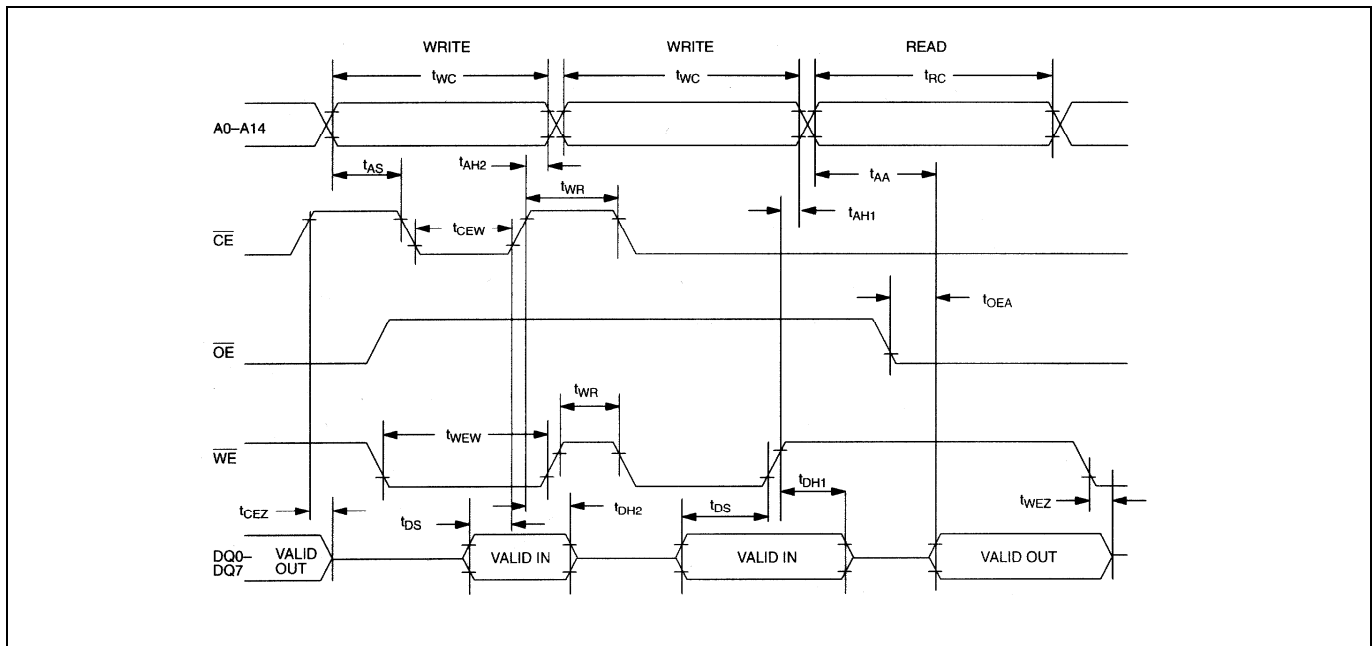 WRITE WRITE READ
tWC tWC tRC
A0–A14
tAS tAH2 tWR tAA
tAH1
CE tCEW
tOEA
OE
tWR
tWEW
WE
tDH1
tCEZ tDS tDH2 tDS tWEZ
DQ0– VALID
DQ7 OUT
VALID IN VALID IN VALID OUT